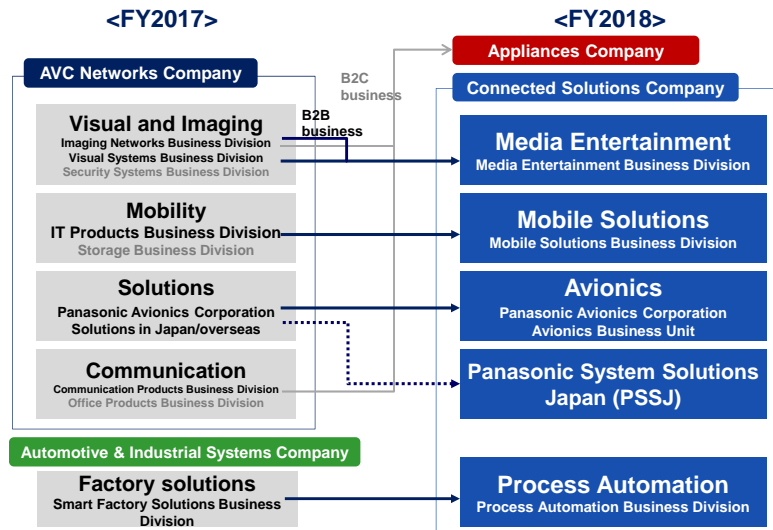 <FY2017>
<FY2018>
Appliances Company
AVC Networks Company
B2C
business
Connected Solutions Company
Visual and Imaging
Imaging Networks Business Division
Visual Systems Business Division
Security Systems Business Division
B2B
business
Media Entertainment
Media Entertainment Business Division
Mobility
IT Products Business Division
Storage Business Division
Mobile Solutions
Mobile Solutions Business Division
Solutions
Panasonic Avionics Corporation
Solutions in Japan/overseas
Avionics
Panasonic Avionics Corporation
Avionics Business Unit
Communication
Communication Products Business Division
Office Products Business Division
Panasonic System Solutions
Japan (PSSJ)
Automotive & Industrial Systems Company
Factory solutions
Smart Factory Solutions Business
Division
Process Automation
Process Automation Business Division